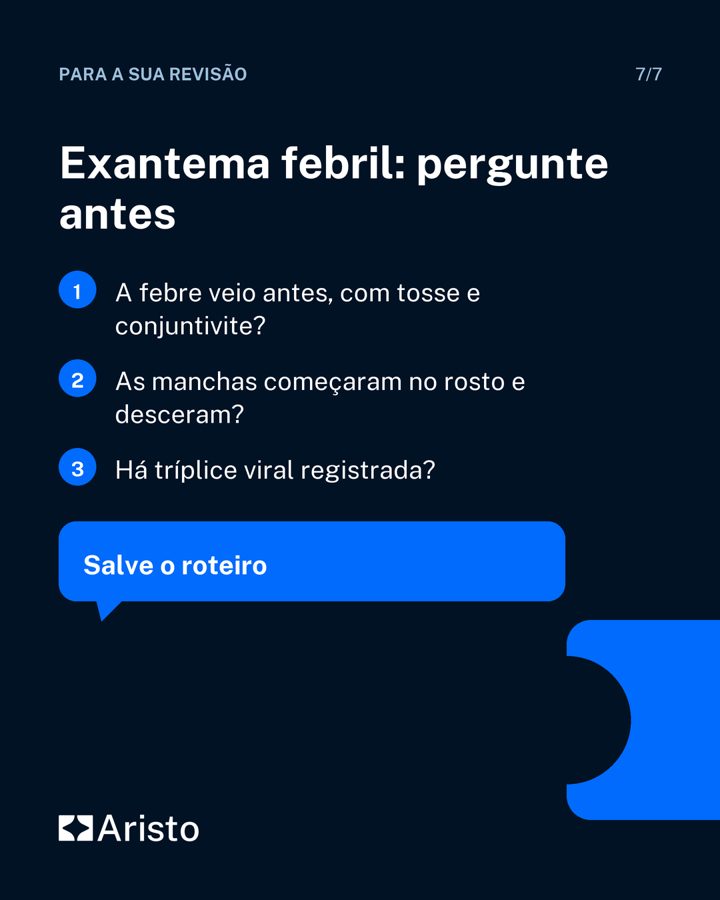 PARA A SUA REVISÃO
7/7
Exantema febril: pergunte
antes
1
A febre veio antes, com tosse e
conjuntivite?
2
As manchas começaram no rosto e
desceram?
3
Há tríplice viral registrada?
Salve o roteiro
Aristo